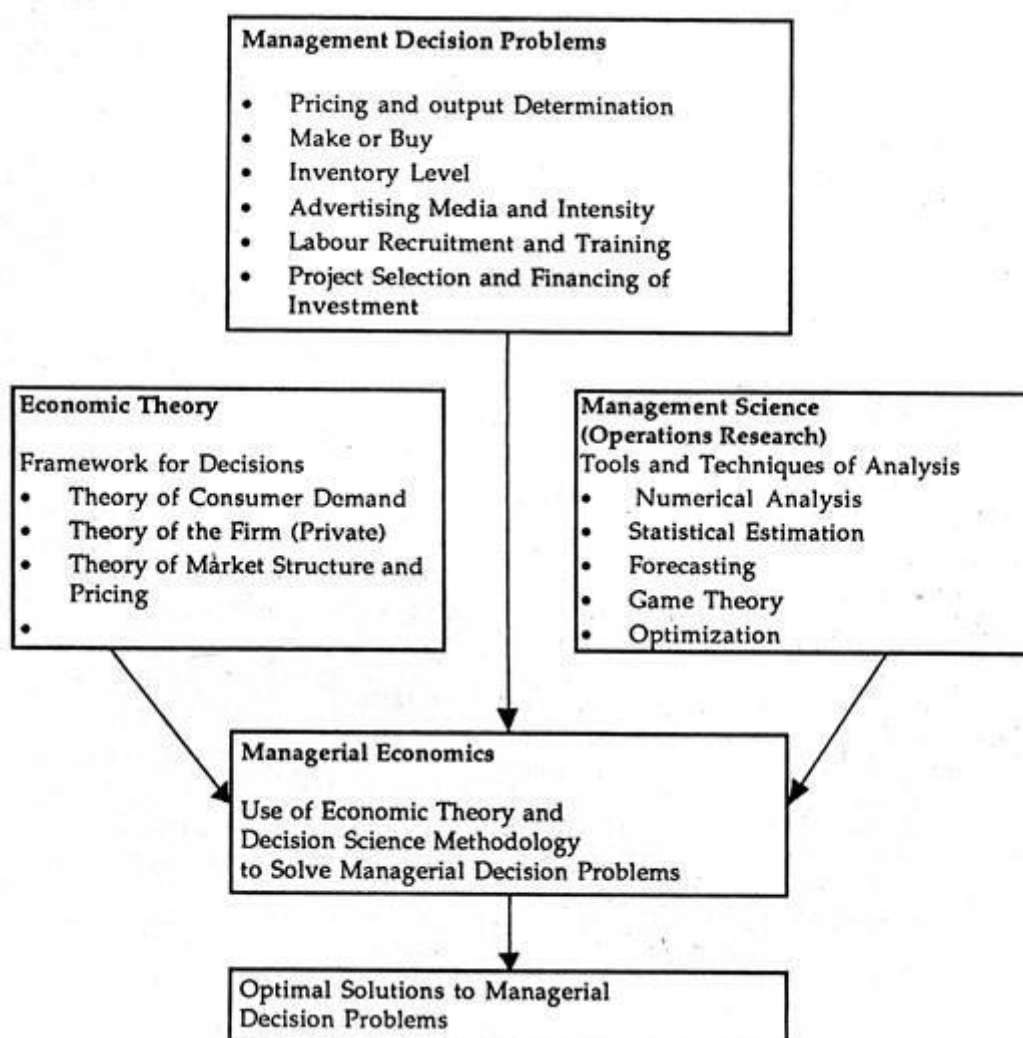 Management Decision Problems
• Pricing and output Determination
• Make or Buy
• Inventory Level
• Advertising Media and Intensity
• Labour Recruitment and Training
• Project Selection and Financing of
Investment
Economic Theory
Framework for Decisions
• Theory of Consumer Demand
• Theory of the Firm (Private)
• Theory of Market Structure and
Pricing
•
Management Science
(Operations Research)
Tools and Techniques of Analysis
• Numerical Analysis
• Statistical Estimation
• Forecasting
• Game Theory
• Optimization
Managerial Economics
Use of Economic Theory and
Decision Science Methodology
to Solve Managerial Decision Problems
Optimal Solutions to Managerial
Decision Problems